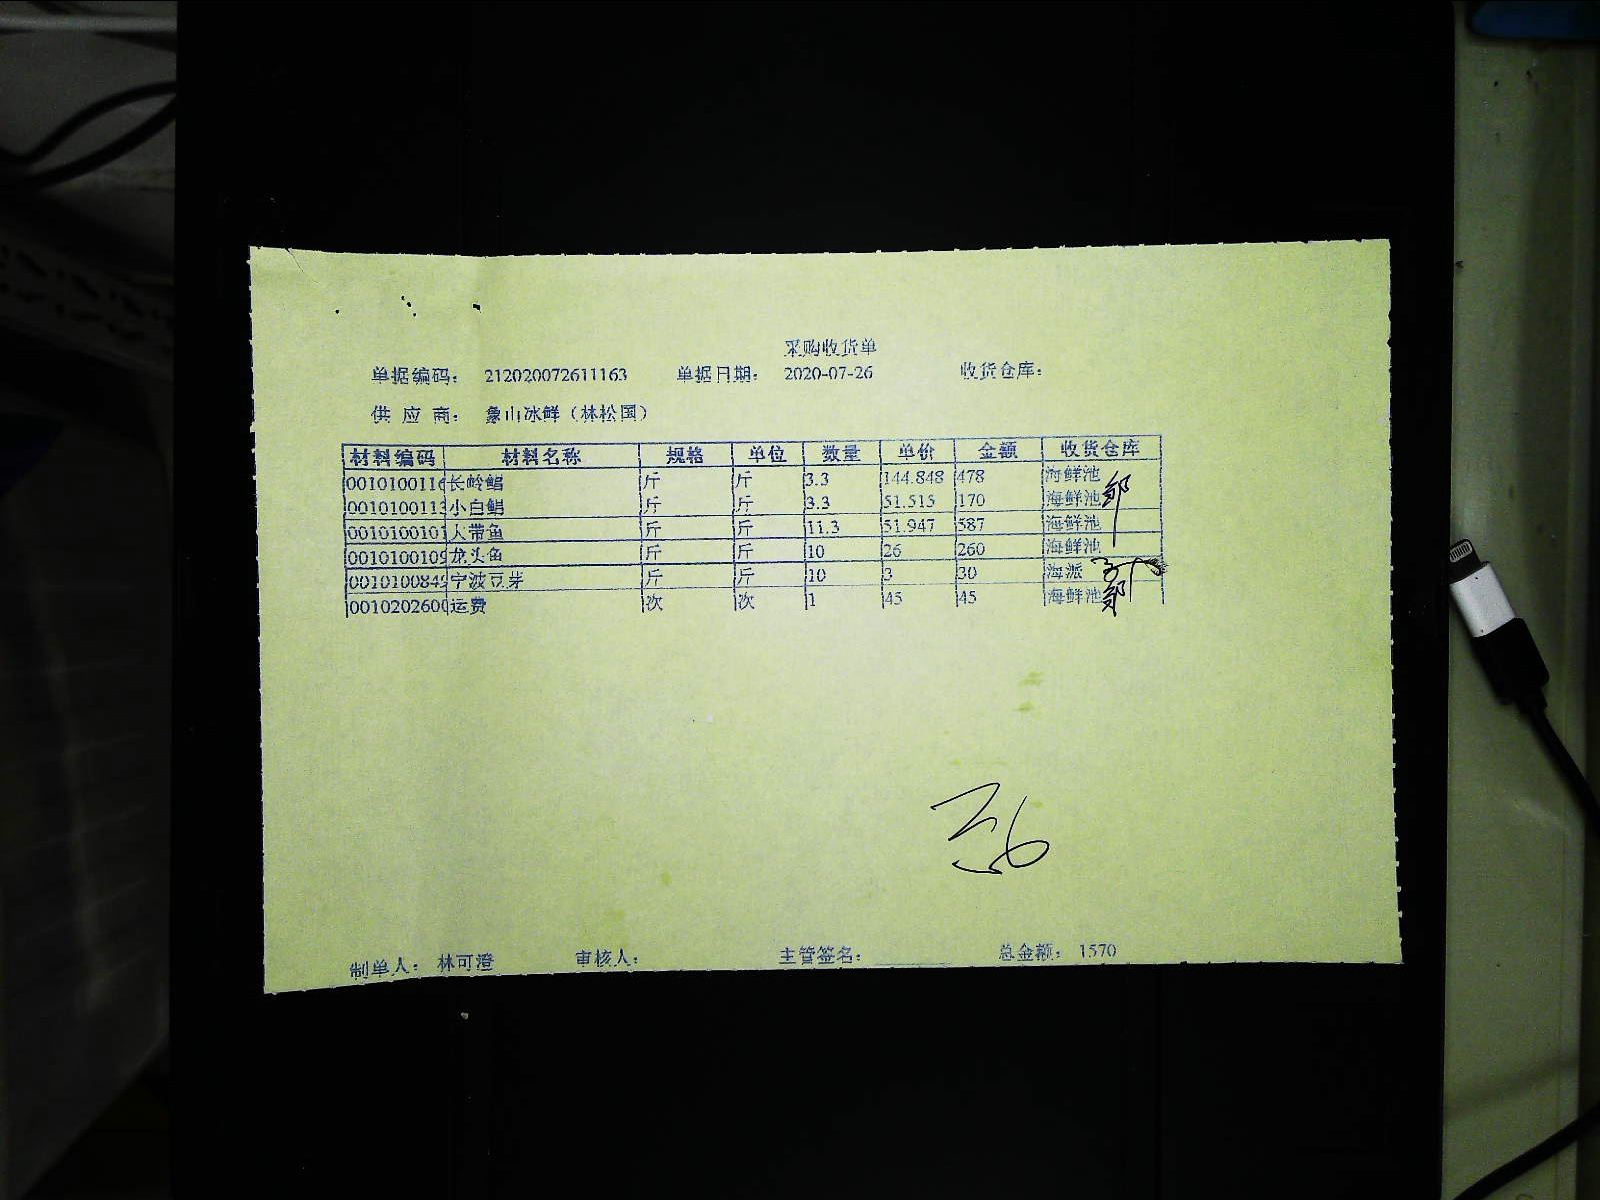 采购收货单
单据编码： 212020072611163 单据日期： 2020-07-26 收货仓库：
供 应 商： 象山冰鲜（林松国）
材料编码 材料名称 规格 单位 数量 单价 金额 收货仓库
0010100116 长岭鲳 斤 斤 3.3 144.848 478 海鲜池
0010100113 小白鲳 斤 斤 3.3 51.515 170 海鲜池
0010100101 大带鱼 斤 斤 11.3 51.947 587 海鲜池
0010100109 龙头鱼 斤 斤 10 26 260 海鲜池
001010084 宁波豆芽 斤 斤 10 3 30 海派
001020260 运费 次 次 1 45 45 海鲜池
制单人： 林可澄 审核人： 主管签名： 总金额： 1570